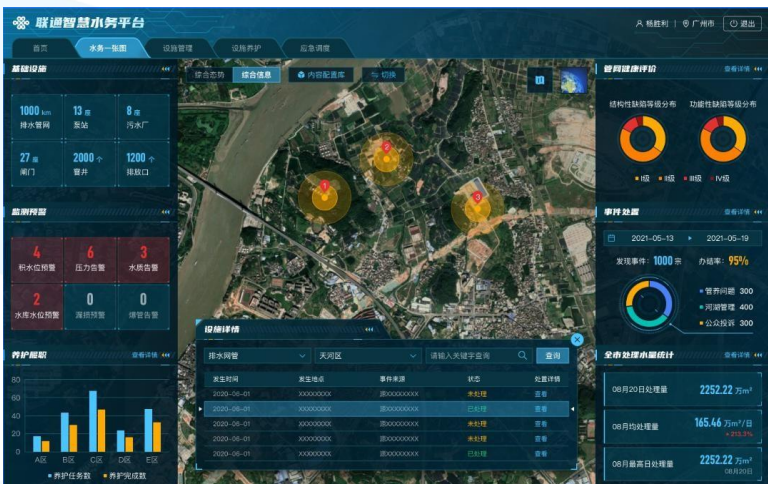 联通智慧水务平台
杨胜利 广州市 退出
首页 水务一张图 设施管理 设施养护 应急调度
基础设施
1000 km 13 座 8 座
排水管网 泵站 污水厂
27 座 2000 个 1200 个
闸门 窨井 排放口
监测预警
4 6 3
积水位预警 压力告警 水质告警
2 0 0
水库水位预警 漏损预警 爆管告警
养护履职 查看详情
80
60
40
20
0
A区 B区 C区 D区 E区
养护任务数 养护完成数
综合态势 综合信息 内容配置库 切换
2
1
3
设施详情
排水网管 天河区 请输入关键字查询 查询
发生时间 发生地点 事件来源 状态 处置详情
2020-06-01 XXXXXXXXX 源XXXXXXXXX 未处理 查看
2020-06-01 XXXXXXXXX 源XXXXXXXXX 已处理 查看
2020-06-01 XXXXXXXXX 源XXXXXXXXX 未处理 查看
2020-06-01 XXXXXXXXX 源XXXXXXXXX 未处理 查看
2020-06-01 XXXXXXXXX 源XXXXXXXXX 已处理 查看
管网健康评价 查看详情
结构性缺陷等级分布 功能性缺陷等级分布
I级 II级 III级 IV级
事件处置 查看详情
2021-05-13 2021-05-19
发现事件: 1000 宗 办结率: 95%
管养问题 300
河湖管理 400
公众投诉 300
全市处理水量统计 查看详情
08月20日处理量 2252.22 万m³
08月均处理量 165.46 万m³/日
08月最高日处理量 2252.22 万m³
08月20日